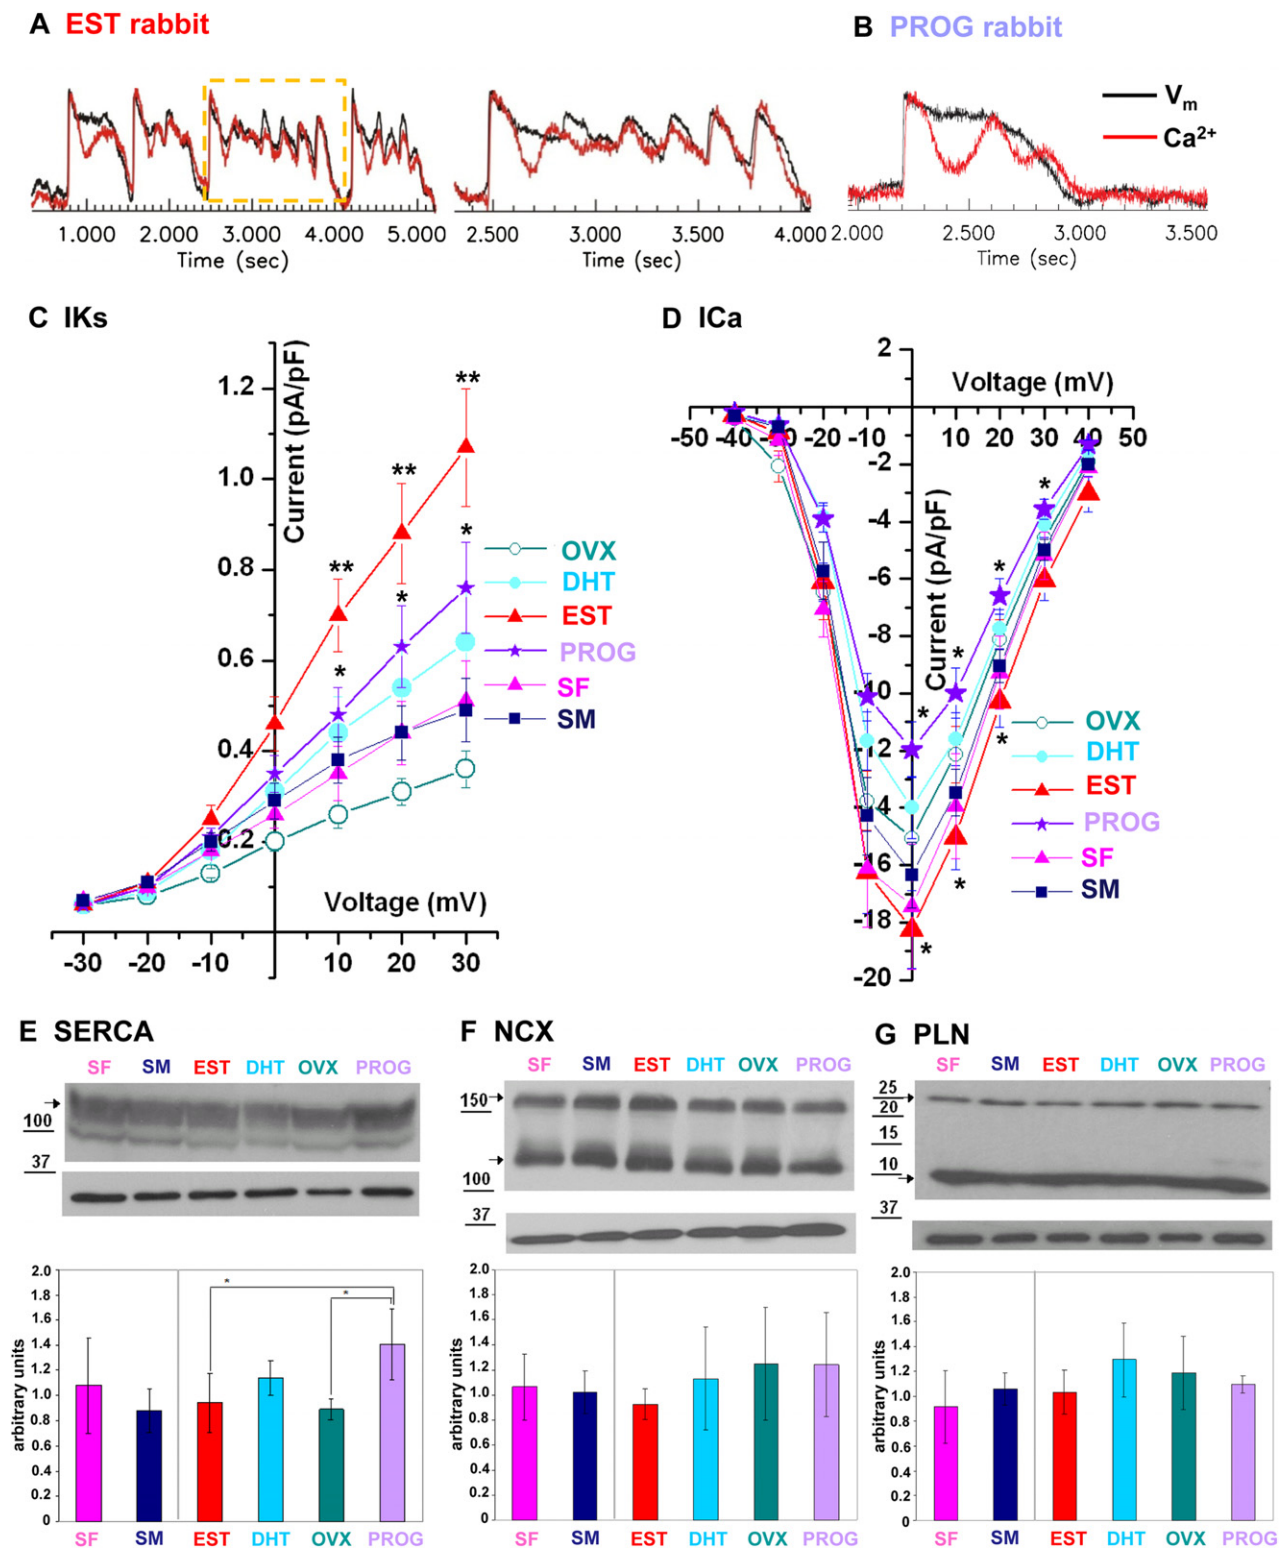 A EST rabbit
B PROG rabbit
Vm
Ca2+
1.000 2.000 3.000 4.000 5.000
Time (sec)
2.500 3.000 3.500 4.000
Time (sec)
2.000 2.500 3.000 3.500
Time (sec)
C IKs
Current (pA/pF)
1.2
1.0
0.8
0.6
0.4
0.2
** ** ** * * *
OVX
DHT
EST
PROG
SF
SM
Voltage (mV)
-30 -20 -10 10 20 30
D ICa
2
Voltage (mV)
-50 -40 -30 -20 -10 10 20 30 40 50
Current (pA/pF)
-2
-4
-6
-8
-10
-12
-14
-16
-18
-20
* * * * * * *
OVX
DHT
EST
PROG
SF
SM
E SERCA
SF SM EST DHT OVX PROG
100
37
arbitrary units
2.0
1.8
1.6
1.4
1.2
1.0
0.8
0.6
0.4
0.2
0
* *
SF SM EST DHT OVX PROG
F NCX
SF SM EST DHT OVX PROG
150
100
37
arbitrary units
2.0
1.8
1.6
1.4
1.2
1.0
0.8
0.6
0.4
0.2
0
SF SM EST DHT OVX PROG
G PLN
SF SM EST DHT OVX PROG
25
20
15
10
37
arbitrary units
2.0
1.8
1.6
1.4
1.2
1.0
0.8
0.6
0.4
0.2
0
SF SM EST DHT OVX PROG